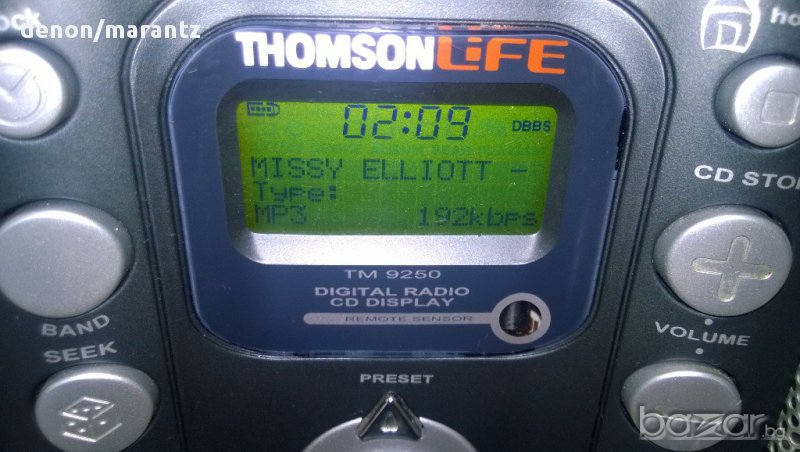 denon/marantz
THOMSON LiFE
02:09
DBBS
MISSY ELLIOTT -
Type:
MP3 192kbps
CD STOP
TM 9250
DIGITAL RADIO
CD DISPLAY
REMOTE SENSOR
BAND
SEEK
VOLUME
PRESET
bazar.bg